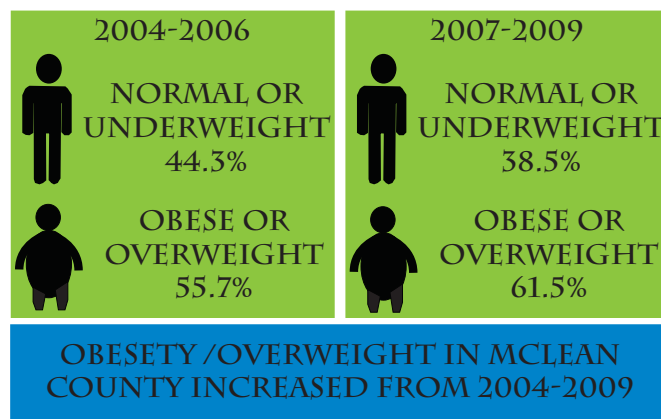 2004-2006
NORMAL OR
UNDERWEIGHT
44.3%
OBESE OR
OVERWEIGHT
55.7%
2007-2009
NORMAL OR
UNDERWEIGHT
38.5%
OBESE OR
OVERWEIGHT
61.5%
OBESETY /OVERWEIGHT IN MCLEAN
COUNTY INCREASED FROM 2004-2009